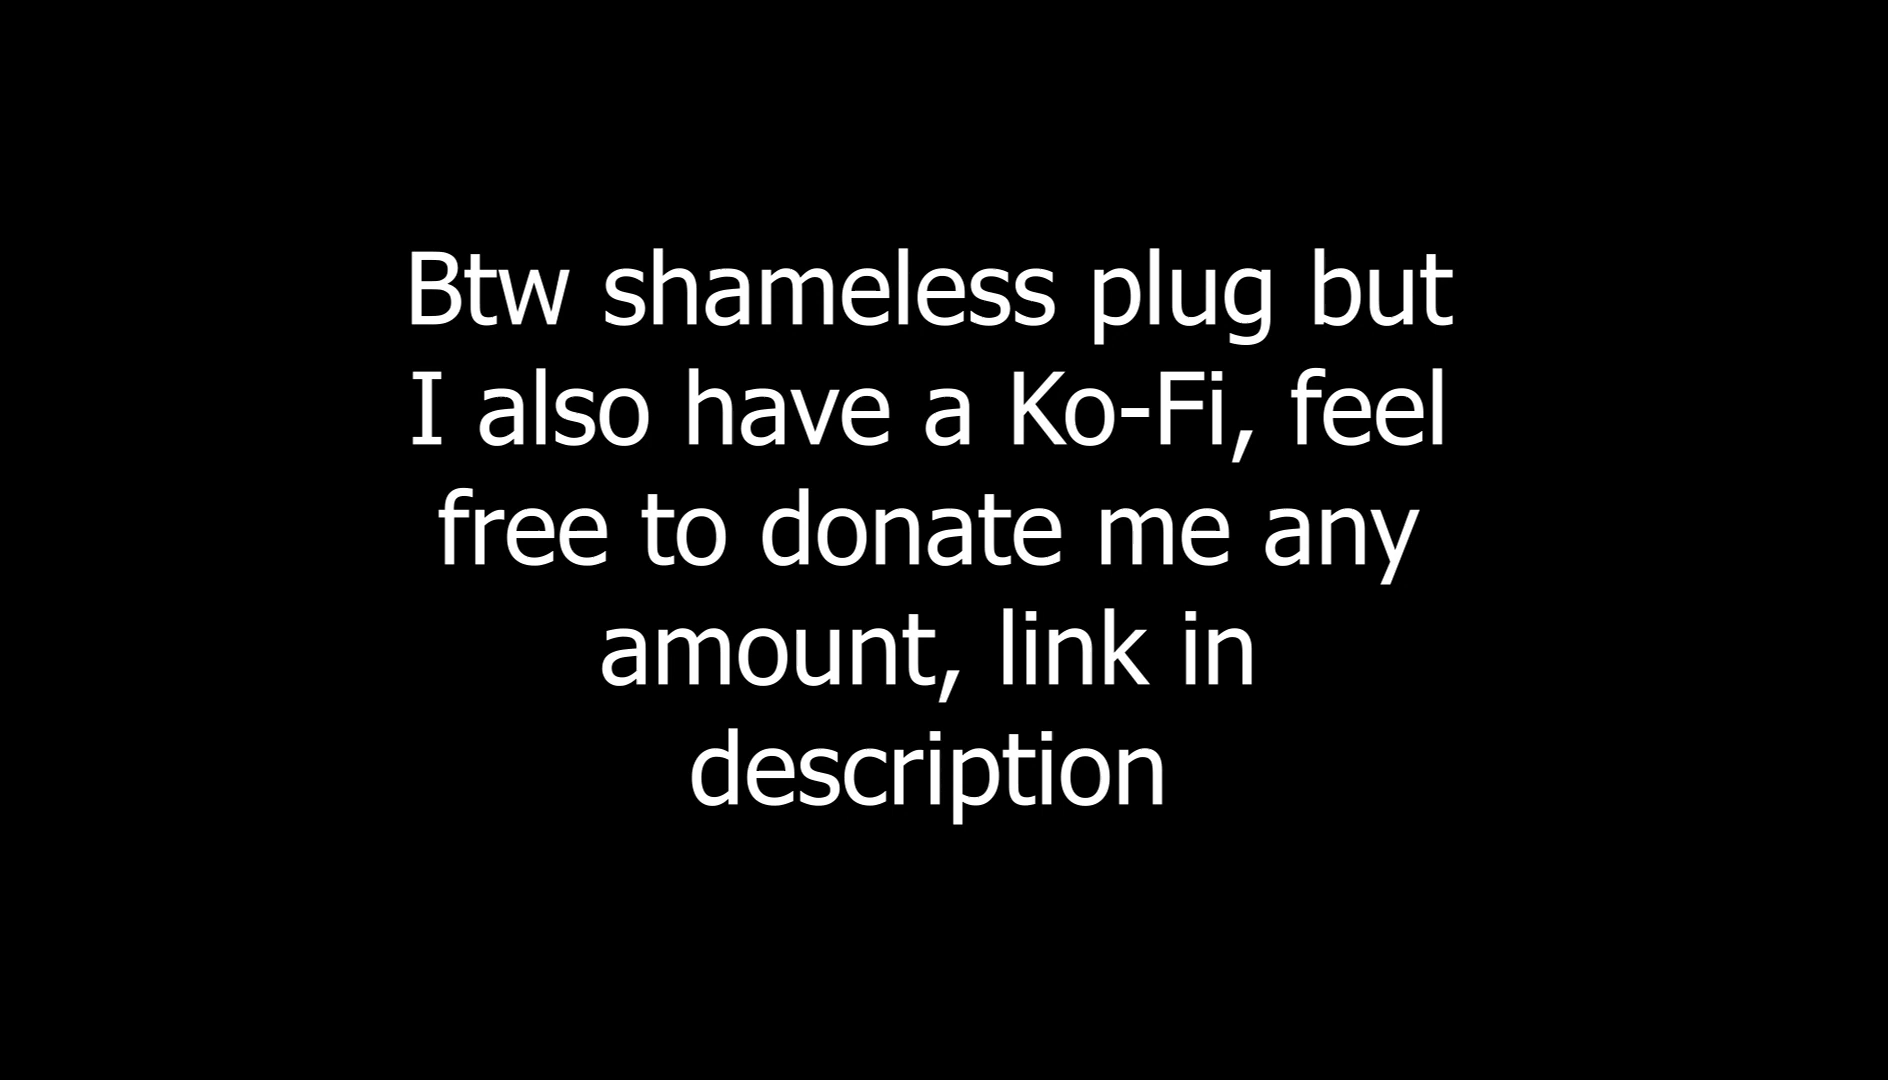 Btw shameless plug but
I also have a Ko-Fi, feel
free to donate me any
amount, link in
description